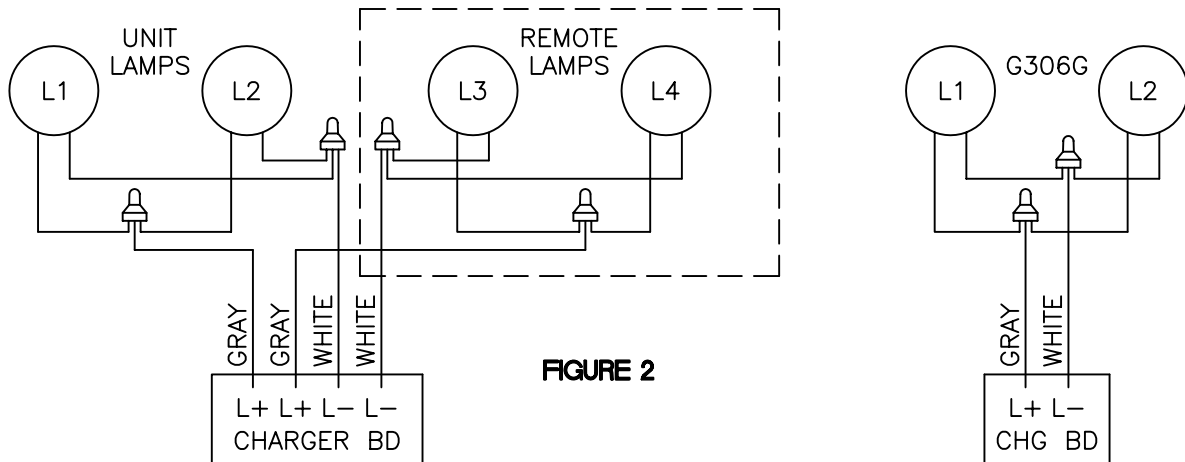 UNIT
LAMPS
L1
L2
REMOTE
LAMPS
L3
L4
GRAY
GRAY
WHITE
WHITE
L+ L+ L- L-
CHARGER BD
FIGURE 2
G306G
L1
L2
GRAY
WHITE
L+ L-
CHG BD